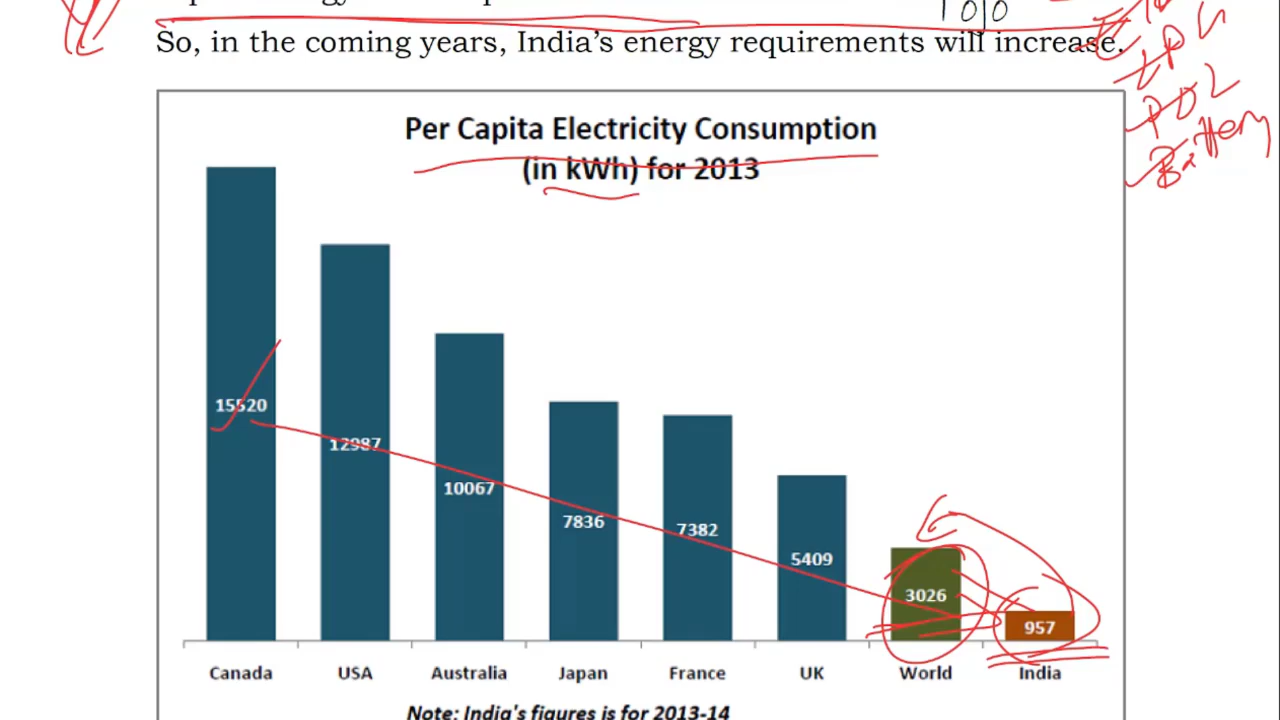 So, in the coming years, India's energy requirements will increase.
Per Capita Electricity Consumption
(in kWh) for 2013
15520
12987
10067
7836
7382
5409
3026
957
Canada USA Australia Japan France UK World India
Note: India's figures is for 2013-14
Battery